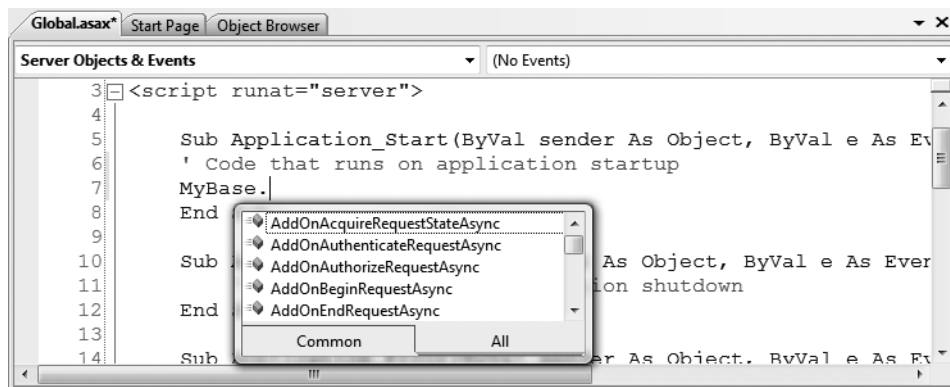 Global.asax* Start Page Object Browser
Server Objects & Events (No Events)
3 <script runat="server">
4
5 Sub Application_Start(ByVal sender As Object, ByVal e As Ev
6 ' Code that runs on application startup
7 MyBase.
8 End
AddOnAcquireRequestStateAsync
9
AddOnAuthenticateRequestAsync
10 Sub As Object, ByVal e As Even
AddOnAuthorizeRequestAsync
11 ion shutdown
AddOnBeginRequestAsync
12 End
AddOnEndRequestAsync
13
Common All
14 Sub er As Object, ByVal e As Ev